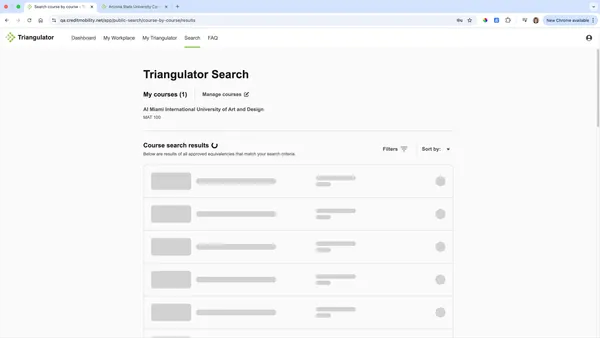 Search course by course - T
Arizona State University Cou
qa.creditmobility.net/app/public-search/course-by-course/results
New Chrome available
Triangulator
Dashboard
My Workplace
My Triangulator
Search
FAQ
Triangulator Search
My courses (1)
Manage courses
AI Miami International University of Art and Design
MAT 100
Course search results
Filters
Sort by:
Below are results of all approved equivalencies that match your search criteria.